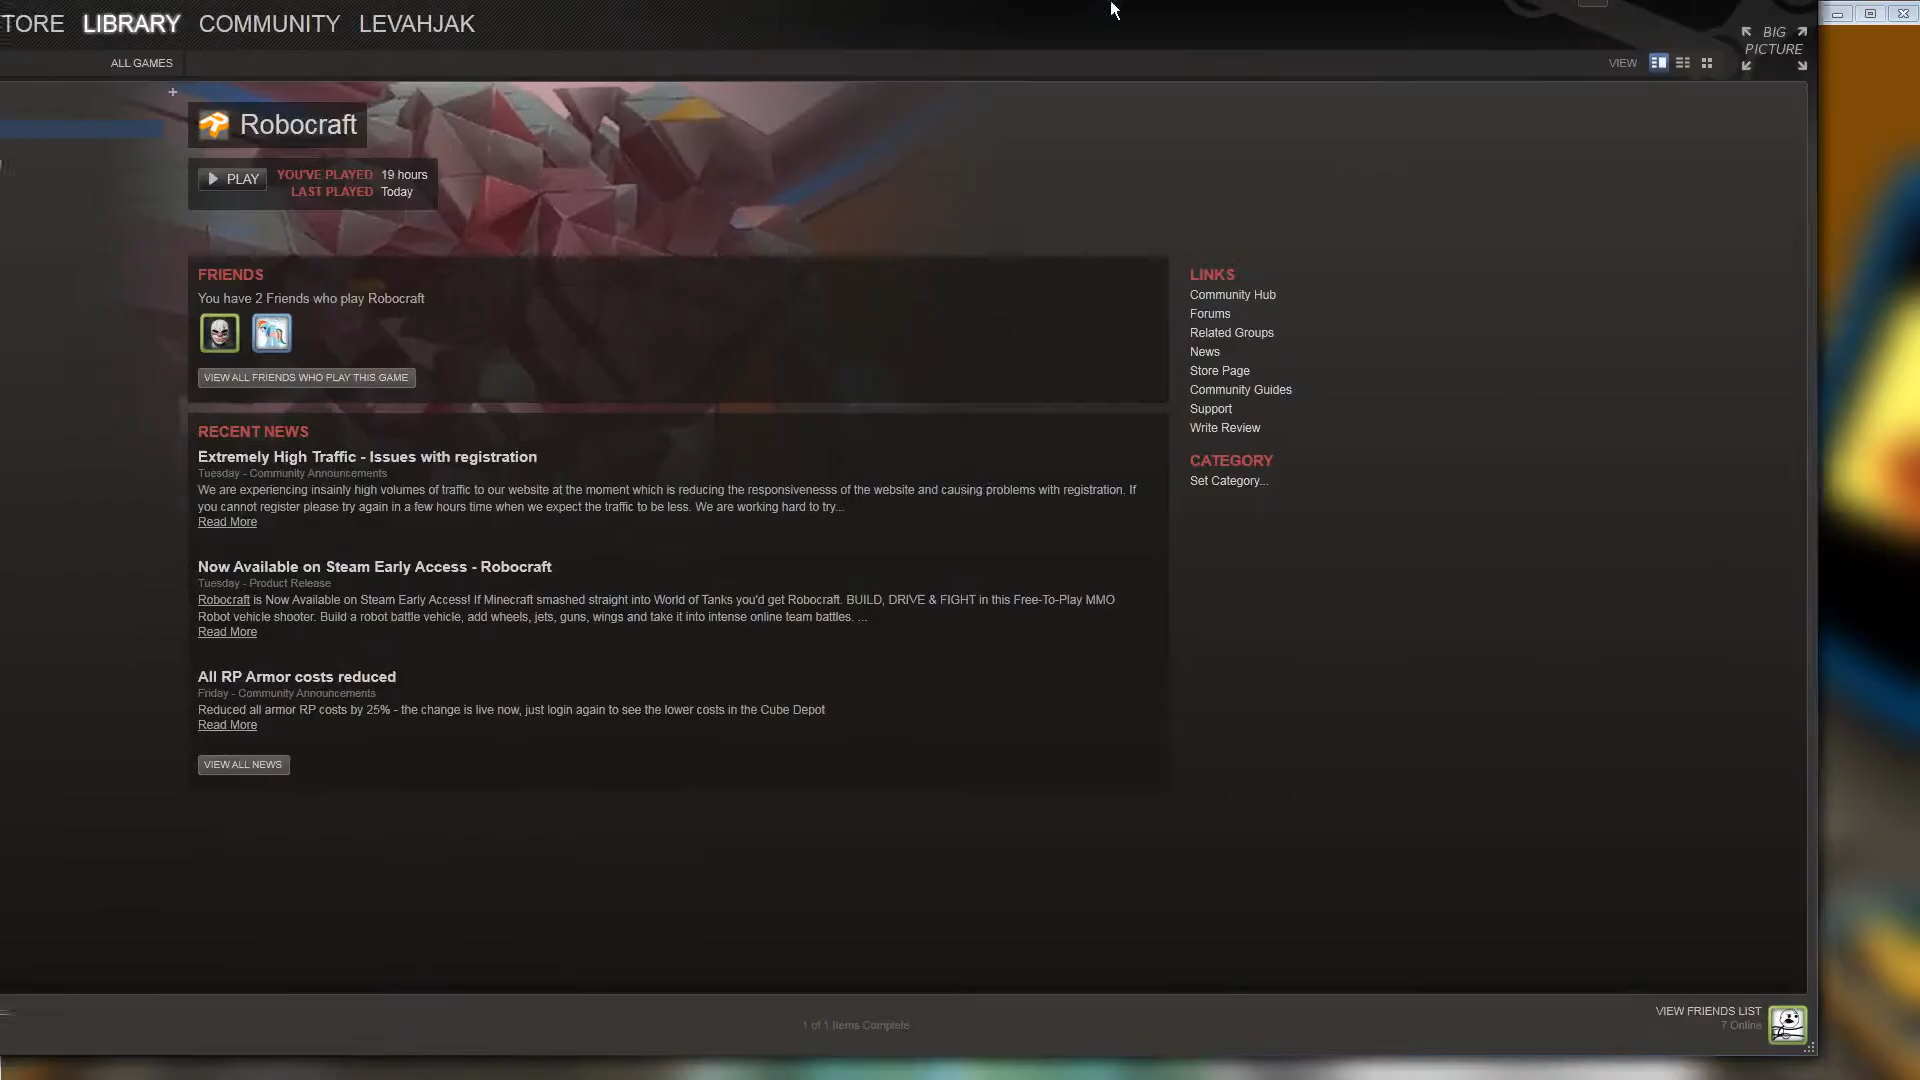 TORE LIBRARY COMMUNITY LEVAHJAK
BIG
PICTURE
ALL GAMES
VIEW
+
Robocraft
PLAY
YOU'VE PLAYED 19 hours
LAST PLAYED Today
FRIENDS
You have 2 Friends who play Robocraft
VIEW ALL FRIENDS WHO PLAY THIS GAME
RECENT NEWS
Extremely High Traffic - Issues with registration
Tuesday - Community Announcements
We are experiencing insainly high volumes of traffic to our website at the moment which is reducing the responsivenesss of the website and causing problems with registration. If
you cannot register please try again in a few hours time when we expect the traffic to be less. We are working hard to try...
Read More
Now Available on Steam Early Access - Robocraft
Tuesday - Product Release
Robocraft is Now Available on Steam Early Access! If Minecraft smashed straight into World of Tanks you'd get Robocraft. BUILD, DRIVE & FIGHT in this Free-To-Play MMO
Robot vehicle shooter. Build a robot battle vehicle, add wheels, jets, guns, wings and take it into intense online team battles. ...
Read More
All RP Armor costs reduced
Friday - Community Announcements
Reduced all armor RP costs by 25% - the change is live now, just login again to see the lower costs in the Cube Depot
Read More
VIEW ALL NEWS
LINKS
Community Hub
Forums
Related Groups
News
Store Page
Community Guides
Support
Write Review
CATEGORY
Set Category...
1 of 1 Items Complete
VIEW FRIENDS LIST
7 Online